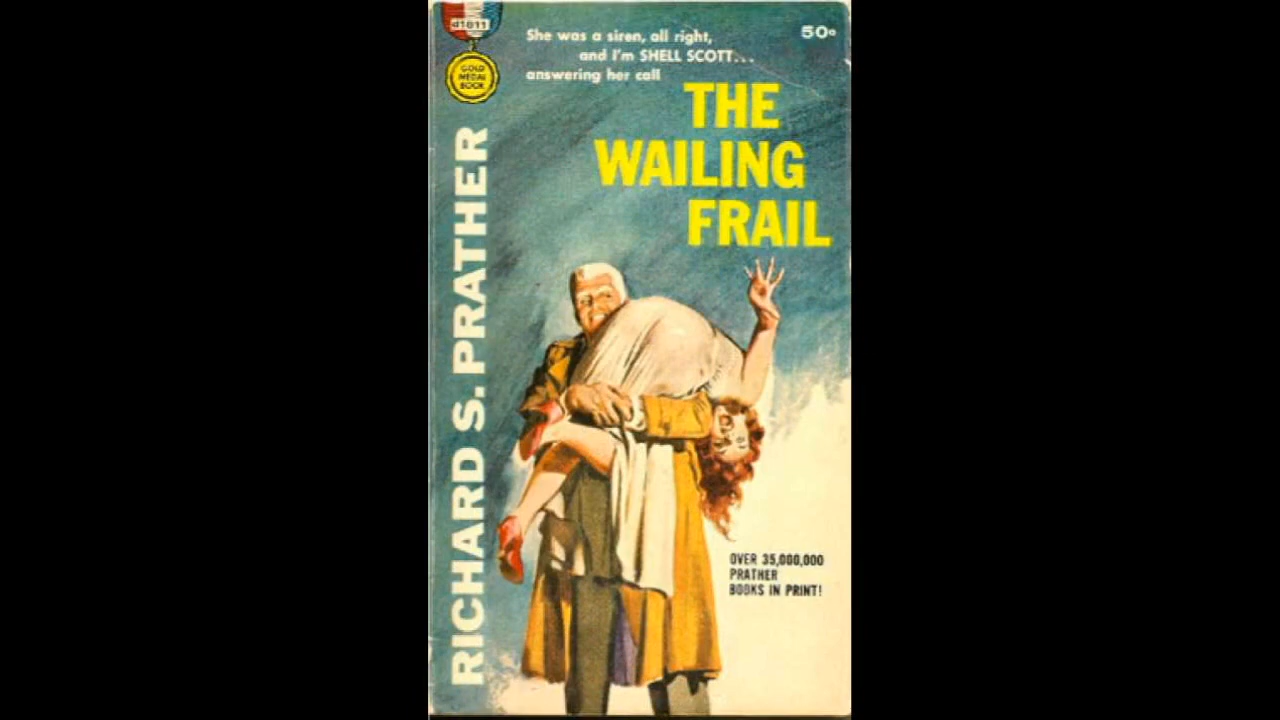 41811
GOLD
MEDAL
BOOK
She was a siren, all right,
and I'm SHELL SCOTT...
answering her call
50¢
THE
WAILING
FRAIL
RICHARD S. PRATHER
OVER 35,000,000
PRATHER
BOOKS IN PRINT!